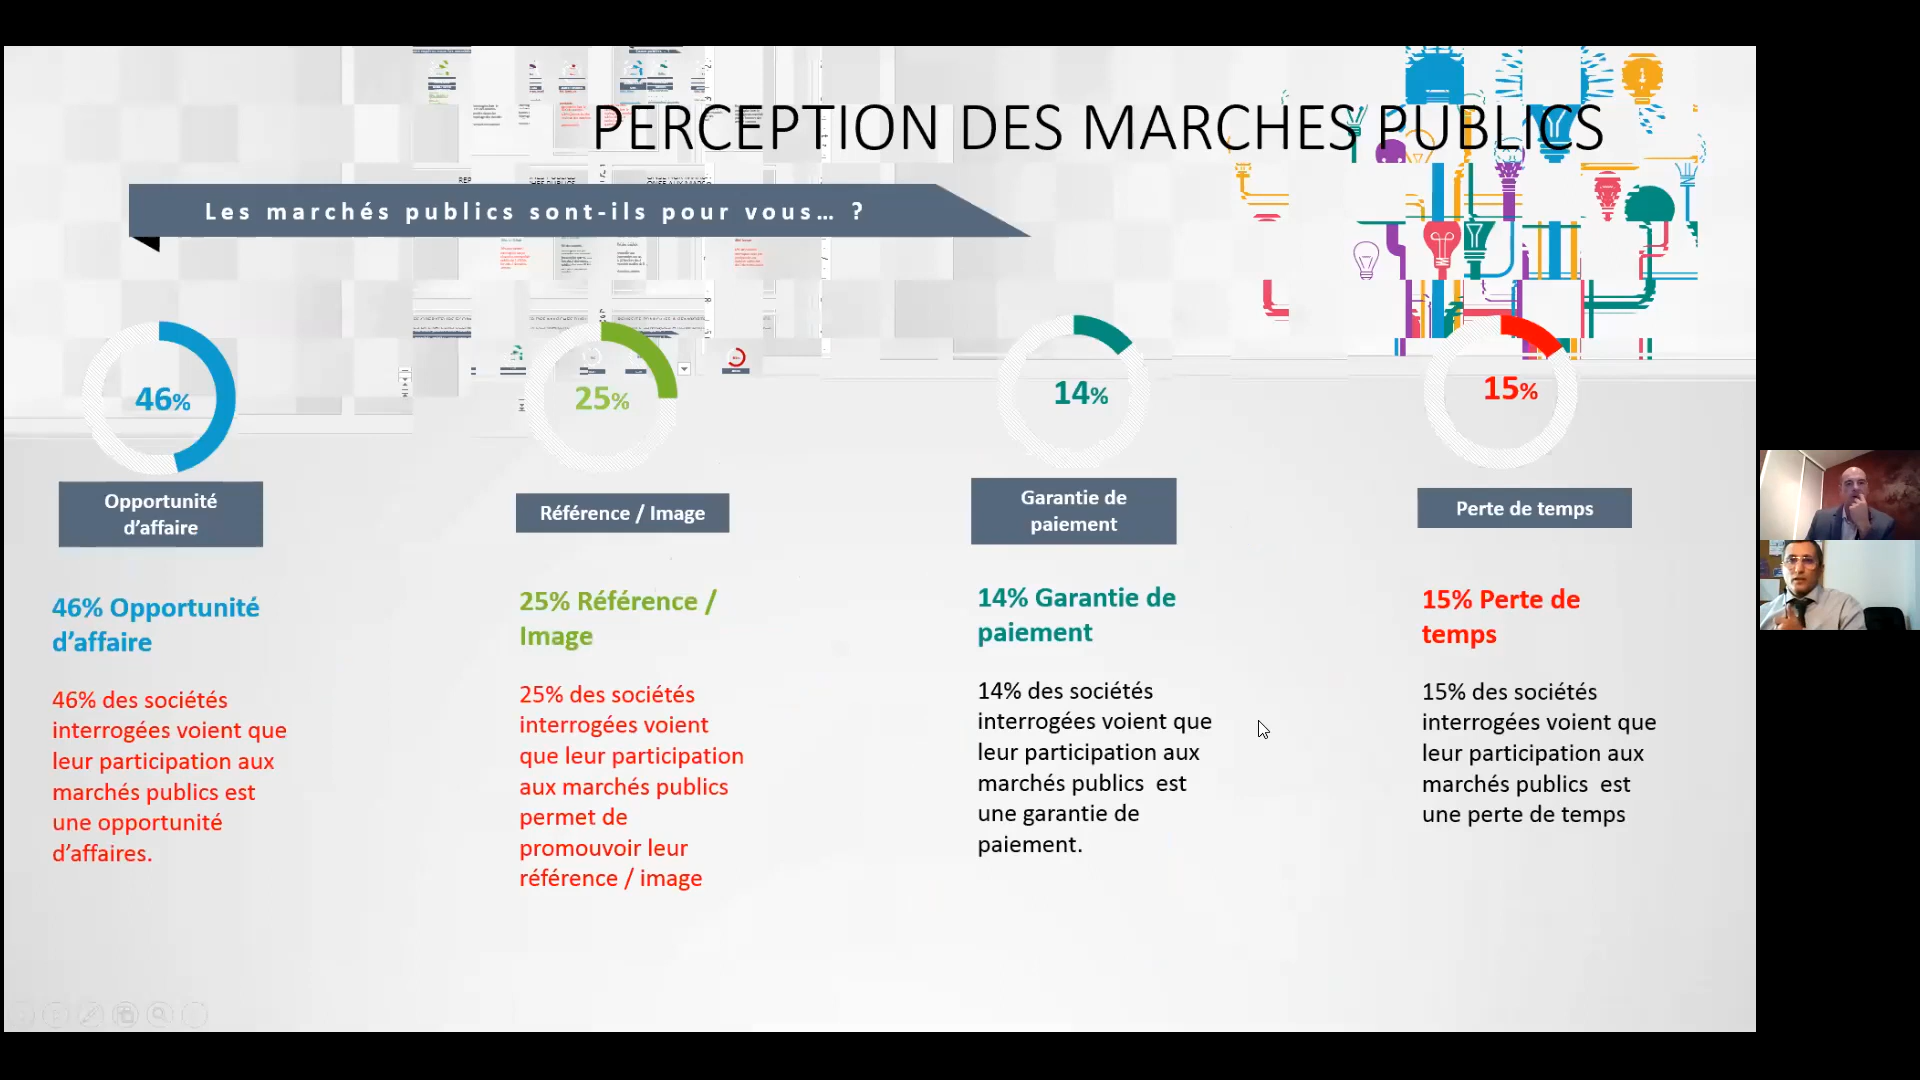 PERCEPTION DES MARCHES PUBLICS
Les marchés publics sont-ils pour vous… ?
46%
25%
14%
15%
Opportunité
d’affaire
Référence / Image
Garantie de
paiement
Perte de temps
46% Opportunité
d’affaire
46% des sociétés
interrogées voient que
leur participation aux
marchés publics est
une opportunité
d’affaires.
25% Référence /
Image
25% des sociétés
interrogées voient
que leur participation
aux marchés publics
permet de
promouvoir leur
référence / image
14% Garantie de
paiement
14% des sociétés
interrogées voient que
leur participation aux
marchés publics  est
une garantie de
paiement.
15% Perte de
temps
15% des sociétés
interrogées voient que
leur participation aux
marchés publics  est
une perte de temps